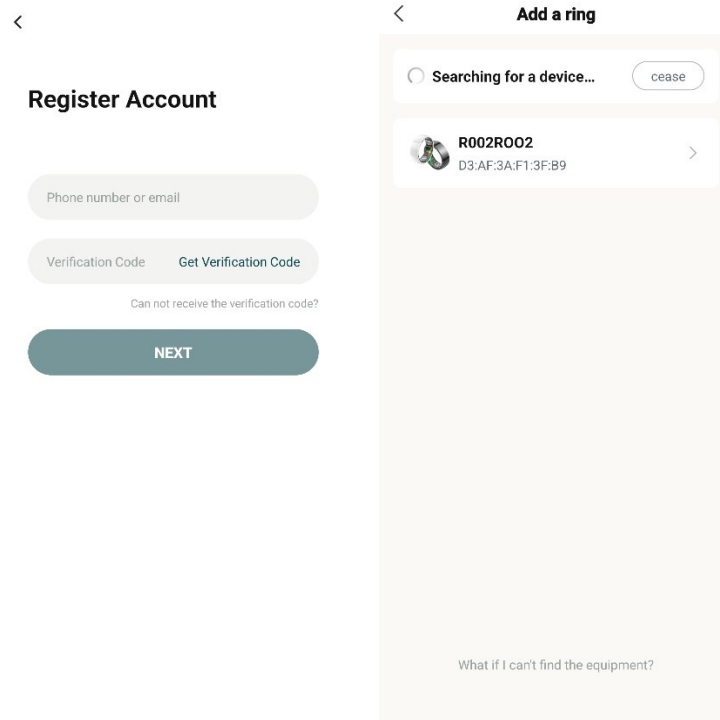 Register Account
Phone number or email
Verification Code Get Verification Code
Can not receive the verification code?
NEXT
Add a ring
Searching for a device...
cease
R002ROO2
D3:AF:3A:F1:3F:B9
What if I can't find the equipment?